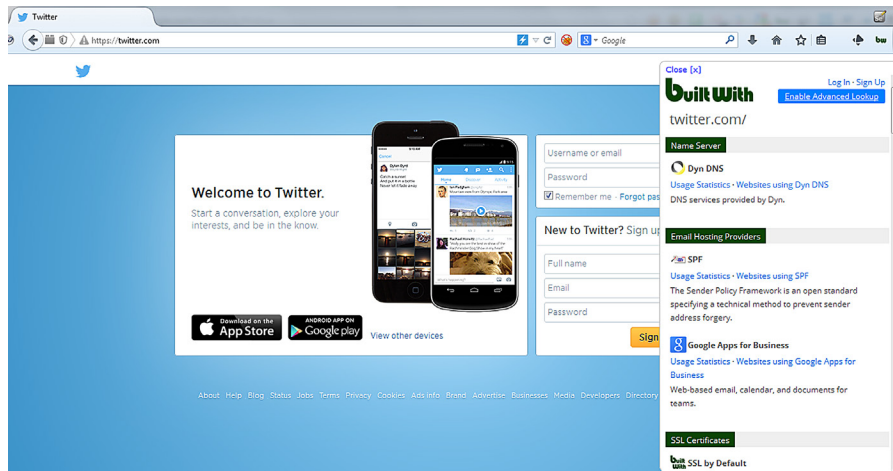 Twitter
https://twitter.com
Google
bw
Close [x]
built With
Log In · Sign Up
Enable Advanced Lookup
twitter.com/
Name Server
Dyn DNS
Usage Statistics · Websites using Dyn DNS
DNS services provided by Dyn.
Email Hosting Providers
SPF
Usage Statistics · Websites using SPF
The Sender Policy Framework is an open standard
specifying a technical method to prevent sender
address forgery.
Google Apps for Business
Usage Statistics · Websites using Google Apps for
Business
Web-based email, calendar, and documents for
teams.
SSL Certificates
built With
SSL by Default
Welcome to Twitter.
Start a conversation, explore your
interests, and be in the know.
Download on the
App Store
ANDROID APP ON
Google play
View other devices
Username or email
Password
Remember me · Forgot pas
New to Twitter? Sign up
Full name
Email
Password
Sign
About Help Blog Status Jobs Terms Privacy Cookies Ads info Brand Advertise Businesses Media Developers Directory